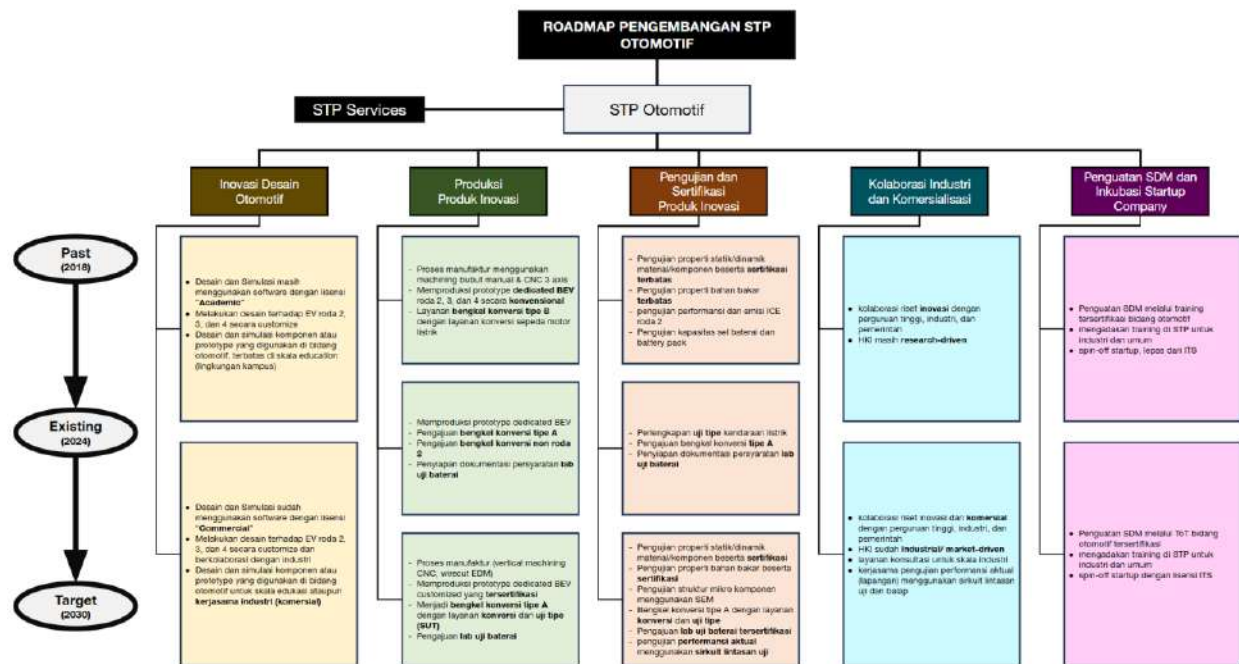 ROADMAP PENGEMBANGAN STP
OTOMOTIF
STP Services
STP Otomotif
Inovasi Desain
Otomotif
Produksi
Produk Inovasi
Pengujian dan
Sertifikasi
Produk Inovasi
Kolaborasi Industri
dan Komersialisasi
Penguatan SDM dan
Inkubasi Startup
Company
Past
(2018)
• Desain dan Simulasi masih
menggunakan software dengan lisensi
"Academic"
• Melakukan desain terhadap EV roda 2,
3, dan 4 secara customize
• Desain dan simulasi komponen atau
prototype yang digunakan di bidang
otomotif, terbatas di skala education
(lingkungan kampus)
- Proses manufaktur menggunakan
machining bubut manual & CNC 3 axis
- Memproduksi prototype dedicated BEV
roda 2, 3, dan 4 secara konvensional
- Layanan bengkel konversi tipe B
dengan layanan konversi sepeda motor
listrik
- Pengujian properti statik/dinamik
material/komponen beserta sertifikasi
terbatas
- Pengujian properti bahan bakar
terbatas
- pengujian performansi dan emisi ICE
roda 2
- Pengujian kapasitas sel baterai dan
battery pack
• kolaborasi riset inovasi dengan
perguruan tinggi, industri, dan
pemerintah
• HKI masih research-driven
• Penguatan SDM melalui training
tersertifikasi bidang otomotif
• mengadakan training di STP untuk
industri dan umum
• spin-off startup, lepas dari ITS
Existing
(2024)
- Memproduksi prototype dedicated BEV
- Pengajuan bengkel konversi tipe A
- Pengajuan bengkel konversi non roda
2
- Penyiapan dokumentasi persyaratan lab
uji baterai
- Perlengkapan uji tipe kendaraan listrik
- Pengajuan bengkel konversi tipe A
- Penyiapan dokumentasi persyaratan lab
uji baterai
Target
(2030)
• Desain dan Simulasi sudah
menggunakan software dengan lisensi
"Commercial"
• Melakukan desain terhadap EV roda 2,
3, dan 4 secara customize dan
berkolaborasi dengan industri
• Desain dan simulasi komponen atau
prototype yang digunakan di bidang
otomotif untuk skala edukasi ataupun
kerjasama industri (komersial)
- Proses manufaktur (vertical machining
CNC, wirecut EDM)
- Memproduksi prototype dedicated BEV
customized yang tersertifikasi
- Menjadi bengkel konversi tipe A
dengan layanan konversi dan uji tipe
(SUT)
- Pengajuan lab uji baterai
- Pengujian properti statik/dinamik
material/komponen beserta sertifikasi
- Pengujian properti bahan bakar beserta
sertifikasi
- Pengujian struktur mikro komponen
menggunakan SEM
- Bengkel konversi tipe A dengan layanan
konversi dan uji tipe
- Pengajuan lab uji baterai tersertifikasi
- pengujian performansi aktual
menggunakan sirkuit lintasan uji
• kolaborasi riset inovasi dan komersial
dengan perguruan tinggi, industri, dan
pemerintah
• HKI sudah industrial/ market-driven
• layanan konsultasi untuk skala industri
• kerjasama pengujian performansi aktual
(lapangan) menggunakan sirkuit lintasan
uji dan
• Penguatan SDM melalui ToT bidang
otomotif tersertifikasi
• mengadakan training di STP untuk
industri dan umum
• spin-off startup dengan lisensi ITS